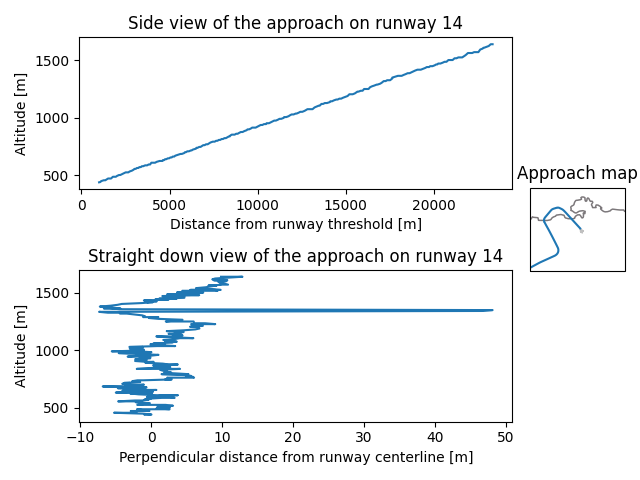 Side view of the approach on runway 14
Altitude [m]
1500
1000
500
0
5000
10000
15000
20000
Distance from runway threshold [m]
Approach map
Straight down view of the approach on runway 14
Altitude [m]
1500
1000
500
−10
0
10
20
30
40
50
Perpendicular distance from runway centerline [m]